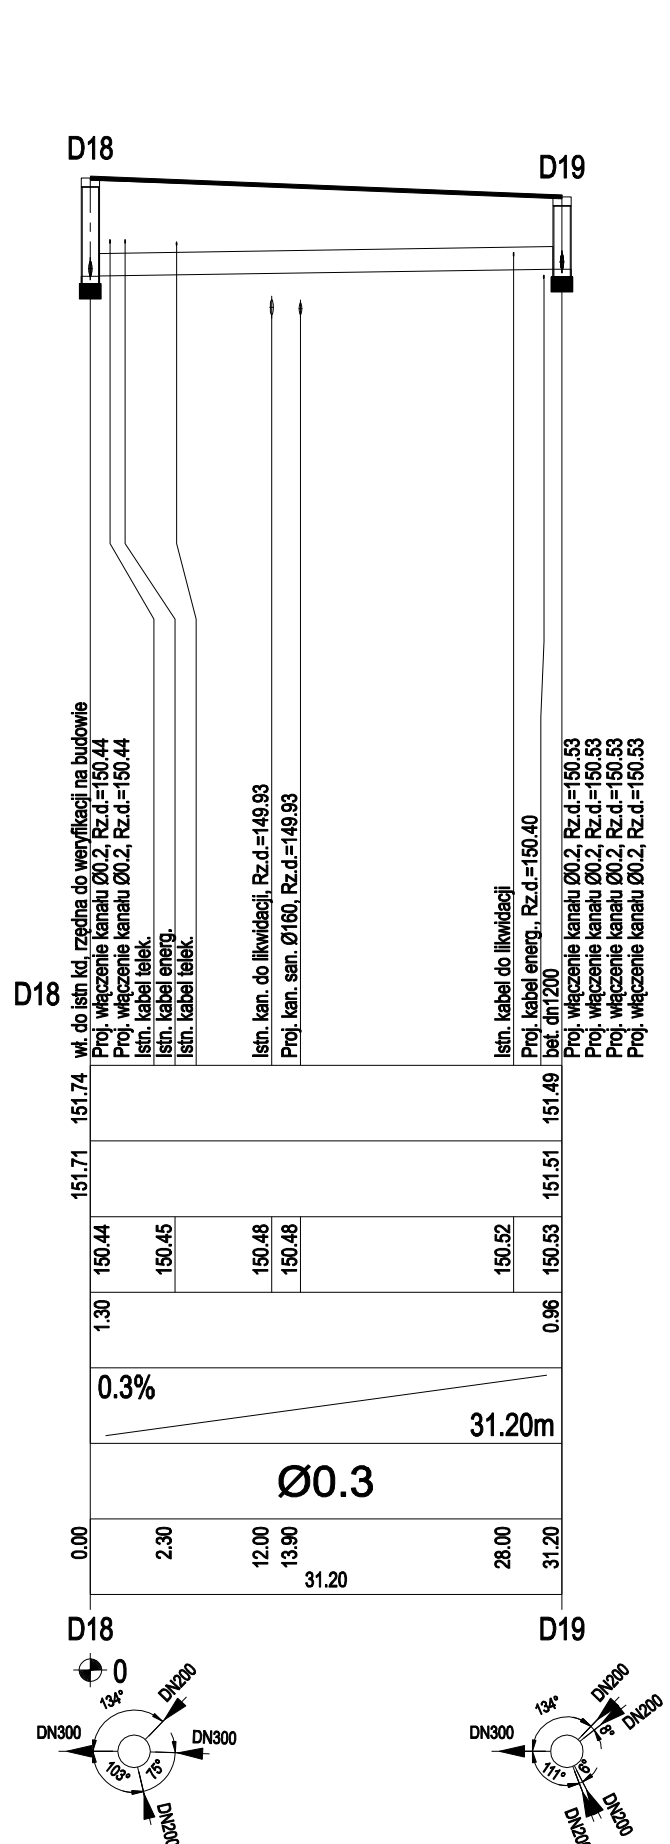 D18
D19
D18
wł. do istn kd, rzędna do weryfikacji na budowie
Proj. włączenie kanału Ø0.2, Rz.d.=150.44
Proj. włączenie kanału Ø0.2, Rz.d.=150.44
Istn. kabel telek.
Istn. kabel energ.
Istn. kabel telek.
Istn. kan. do likwidacji, Rz.d.=149.93
Proj. kan. san. Ø160, Rz.d.=149.93
Istn. kabel do likwidacji
Proj. kabel energ., Rz.d.=150.40
bet. dn1200
Proj. włączenie kanału Ø0.2, Rz.d.=150.53
Proj. włączenie kanału Ø0.2, Rz.d.=150.53
Proj. włączenie kanału Ø0.2, Rz.d.=150.53
Proj. włączenie kanału Ø0.2, Rz.d.=150.53
151.74
151.49
151.71
151.51
150.44
150.45
150.48
150.48
150.52
150.53
1.30
0.96
0.3%
31.20m
Ø0.3
0.00
2.30
12.00
13.90
28.00
31.20
31.20
D18
D19
0
134°
DN200
DN300
DN300
103°
75°
DN200
134°
DN200
DN200
8°
DN300
111°
6°
DN200
DN200